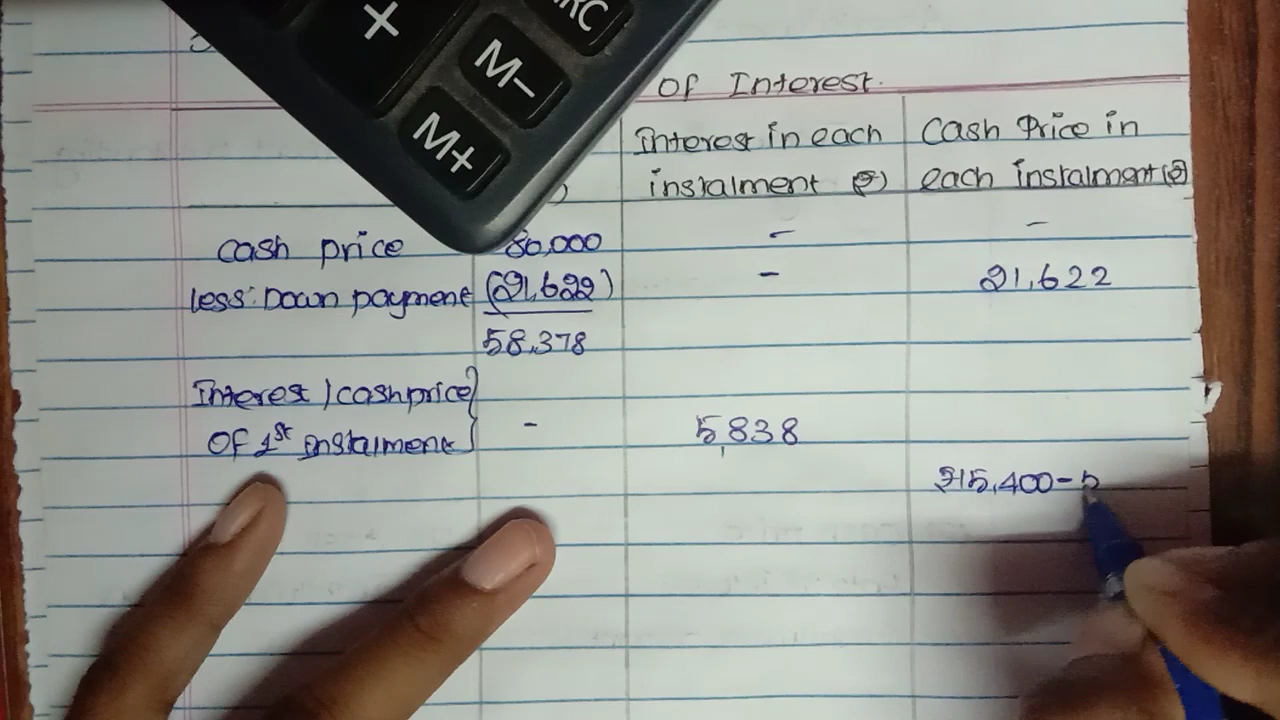 +
MRC
M-
M+
Of Interest.
Interest in each
instalment (₹)
Cash Price in
each instalment (₹)
)
cash price 80,000 - -
less: Down payment (21,622) - 21,622
58,378
Interest / cash price
Of 1st instalment - 5,838
₹15,400-5